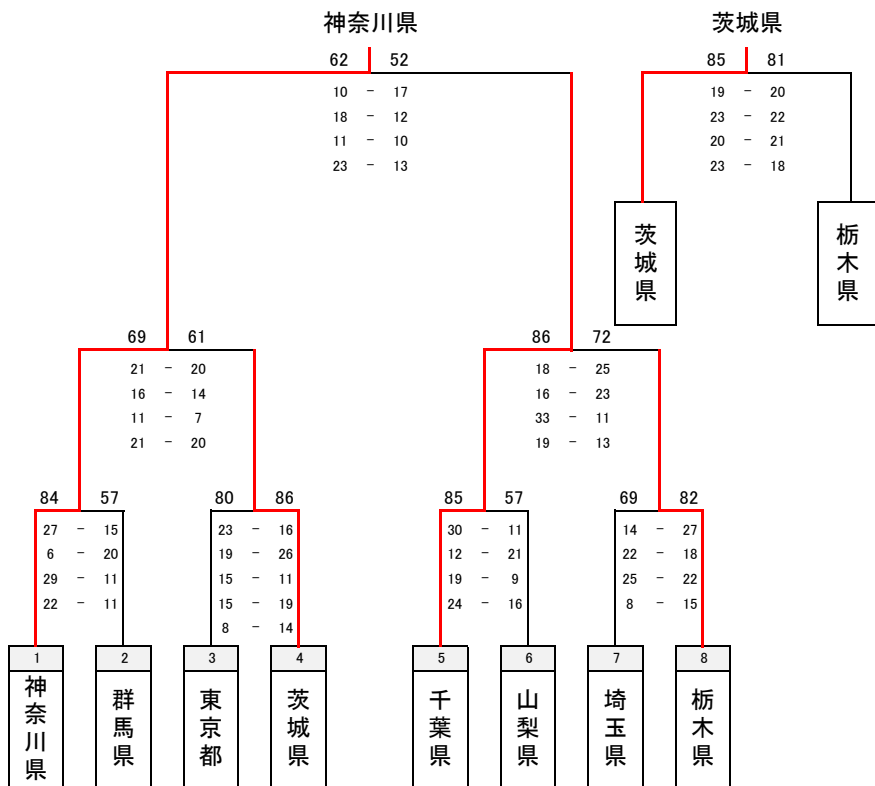 神奈川県 茨城県
62 52 85 81
10 - 17 19 - 20
18 - 12 23 - 22
11 - 10 20 - 21
23 - 13 23 - 18
茨城県 栃木県
69 61 86 72
21 - 20 18 - 25
16 - 14 16 - 23
11 - 7 33 - 11
21 - 20 19 - 13
84 57 80 86 85 57 69 82
27 - 15 23 - 16 30 - 11 14 - 27
6 - 20 19 - 26 12 - 21 22 - 18
29 - 11 15 - 11 19 - 9 25 - 22
22 - 11 15 - 19 24 - 16 8 - 15
8 - 14
1 2 3 4 5 6 7 8
神奈川県 群馬県 東京都 茨城県 千葉県 山梨県 埼玉県 栃木県